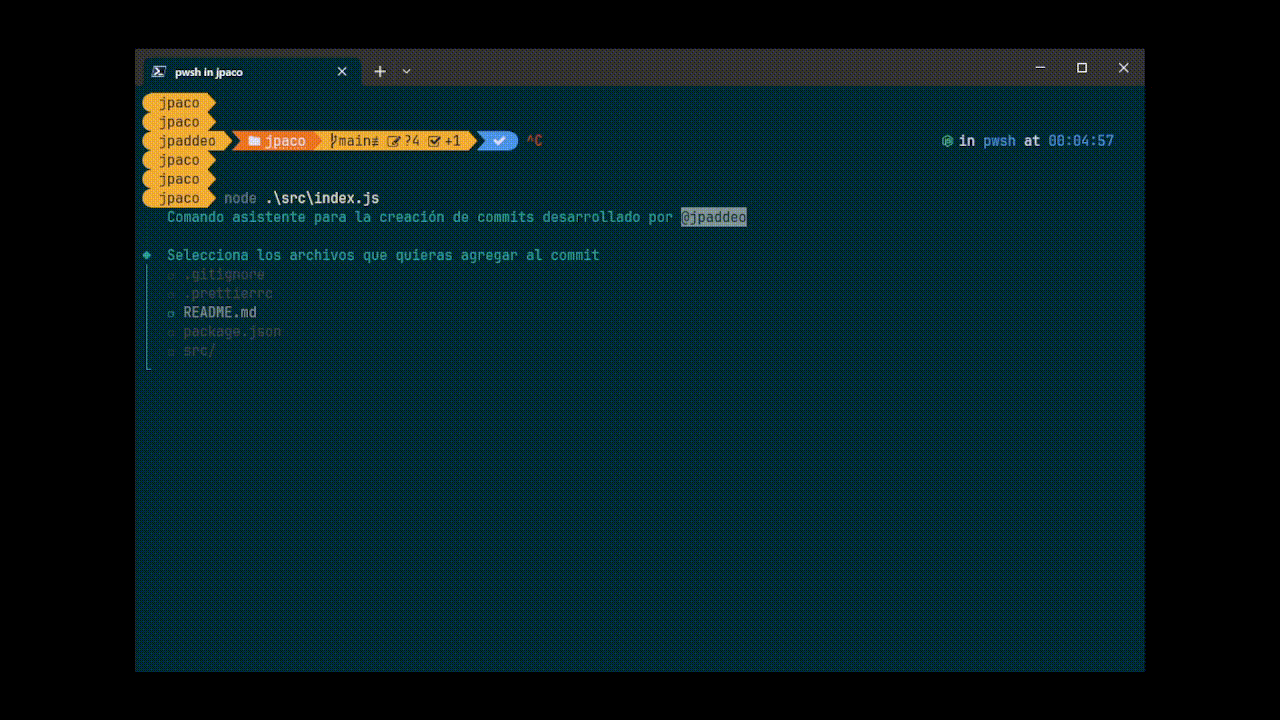 pwsh in jpaco
jpaco
jpaco
jpaddeo jpaco main≢ ?4 +1 ^C in pwsh at 00:04:57
jpaco
jpaco
jpaco node .\src\index.js
Comando asistente para la creación de commits desarrollado por @jpaddeo
Selecciona los archivos que quieras agregar al commit
.gitignore
.prettierrc
README.md
package.json
src/